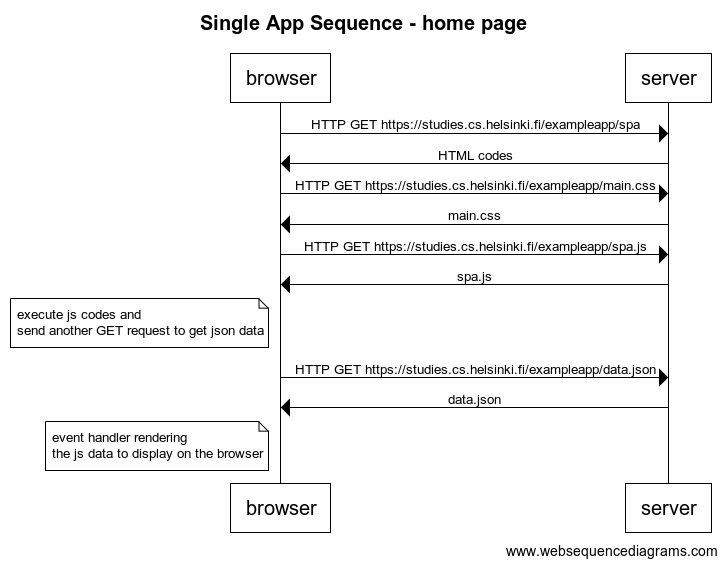 Single App Sequence - home page
browser
server
HTTP GET https://studies.cs.helsinki.fi/exampleapp/spa
HTML codes
HTTP GET https://studies.cs.helsinki.fi/exampleapp/main.css
main.css
HTTP GET https://studies.cs.helsinki.fi/exampleapp/spa.js
spa.js
execute js codes and
send another GET request to get json data
HTTP GET https://studies.cs.helsinki.fi/exampleapp/data.json
data.json
event handler rendering
the js data to display on the browser
browser
server
www.websequencediagrams.com